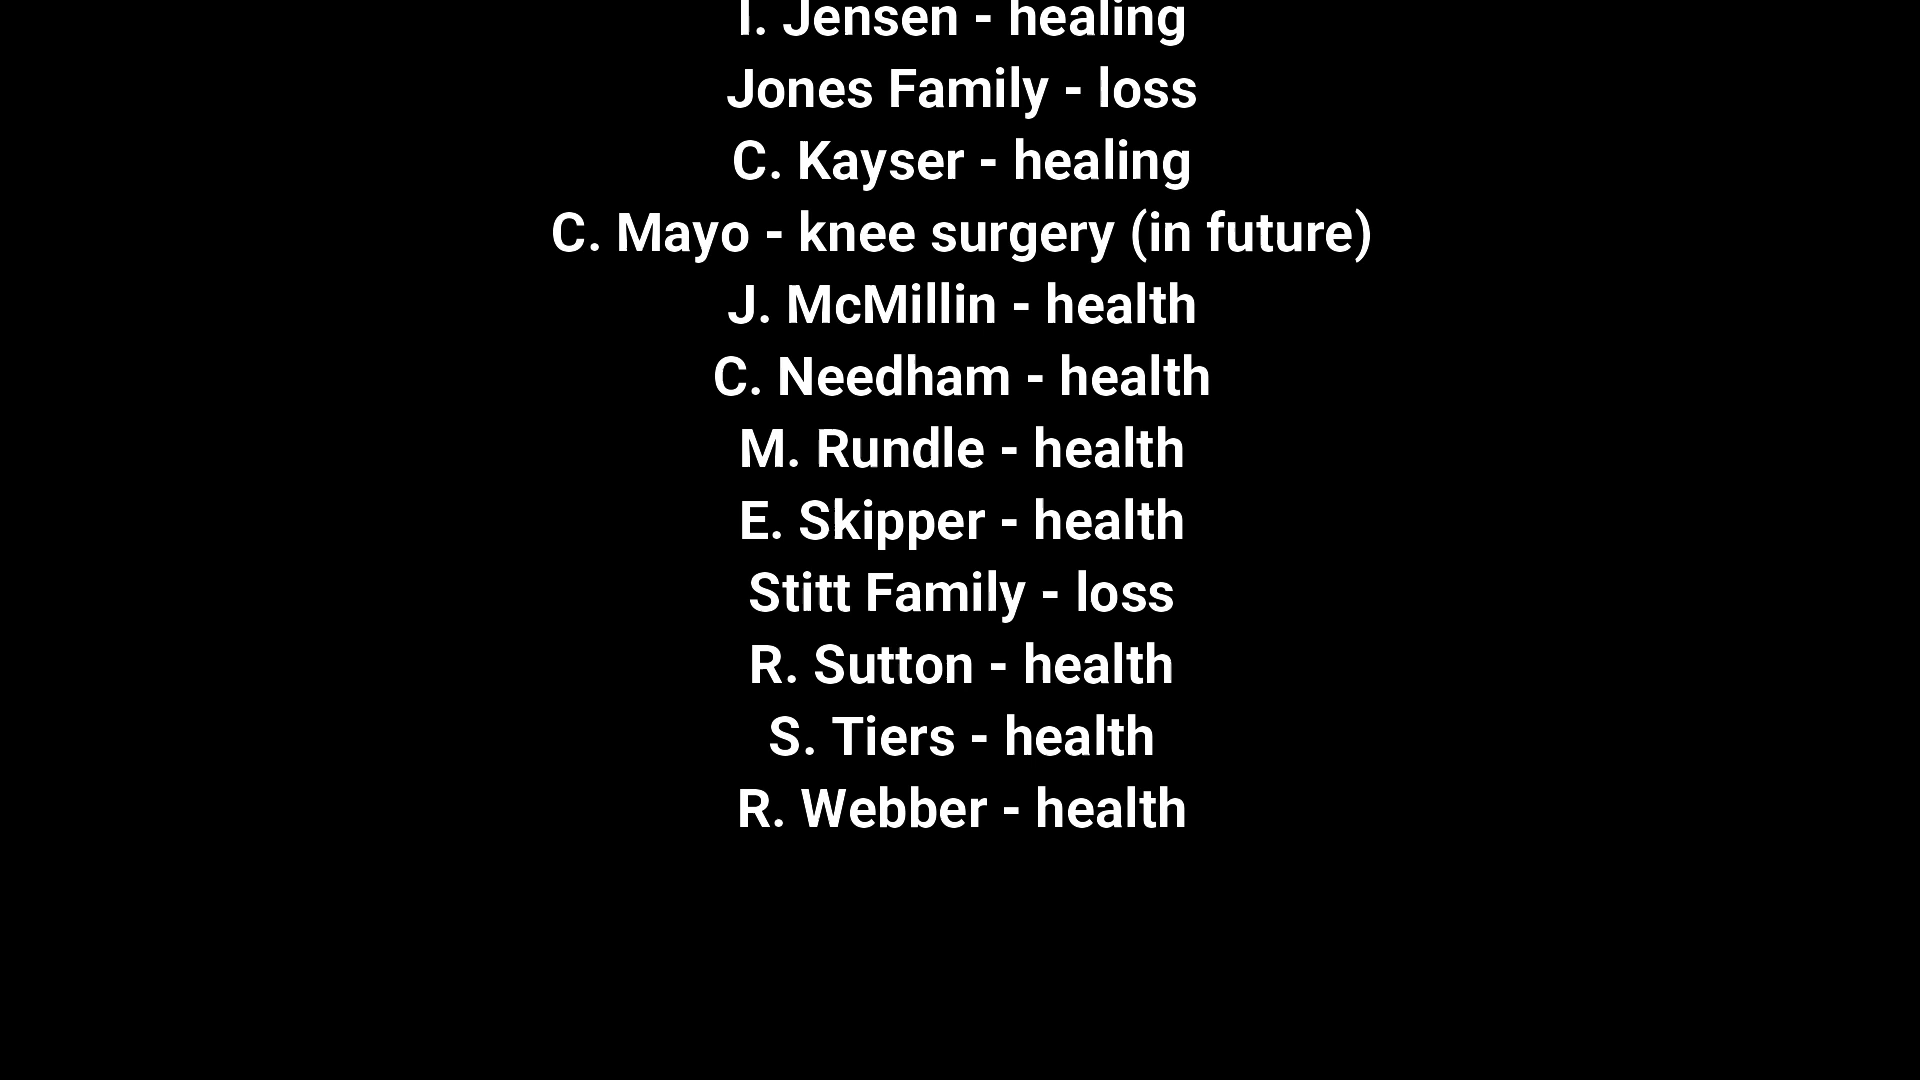 I. Jensen - healing
Jones Family - loss
C. Kayser - healing
C. Mayo - knee surgery (in future)
J. McMillin - health
C. Needham - health
M. Rundle - health
E. Skipper - health
Stitt Family - loss
R. Sutton - health
S. Tiers - health
R. Webber - health